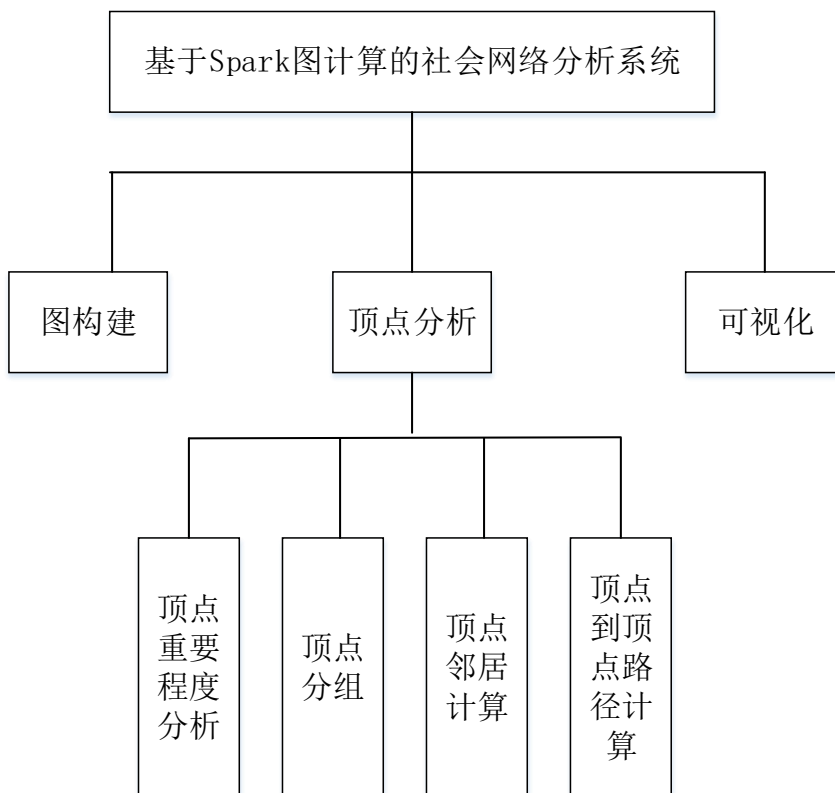 基于Spark图计算的社会网络分析系统
图构建
顶点分析
可视化
顶点
重要
程度
分析
顶点
分组
顶点
邻居
计算
顶点
到顶
点路
径计
算